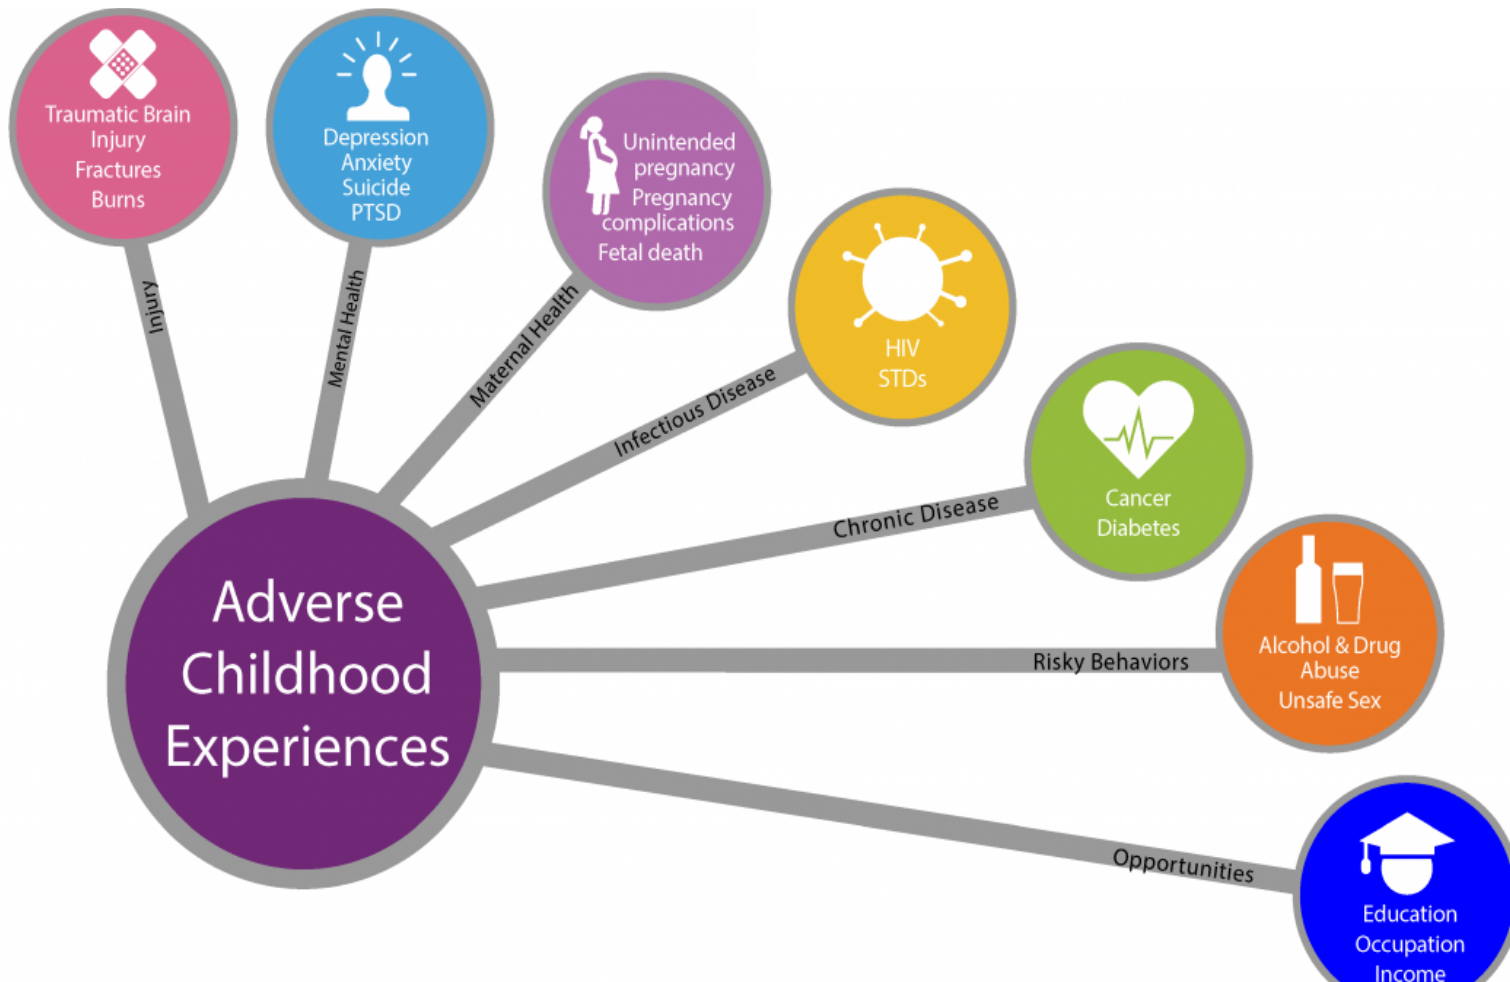 Traumatic Brain
Injury
Fractures
Burns
Depression
Anxiety
Suicide
PTSD
Unintended
pregnancy
Pregnancy
complications
Fetal death
HIV
STDs
Cancer
Diabetes
Alcohol & Drug
Abuse
Unsafe Sex
Education
Occupation
Income
Injury
Mental Health
Maternal Health
Infectious Disease
Chronic Disease
Risky Behaviors
Opportunities
Adverse
Childhood
Experiences